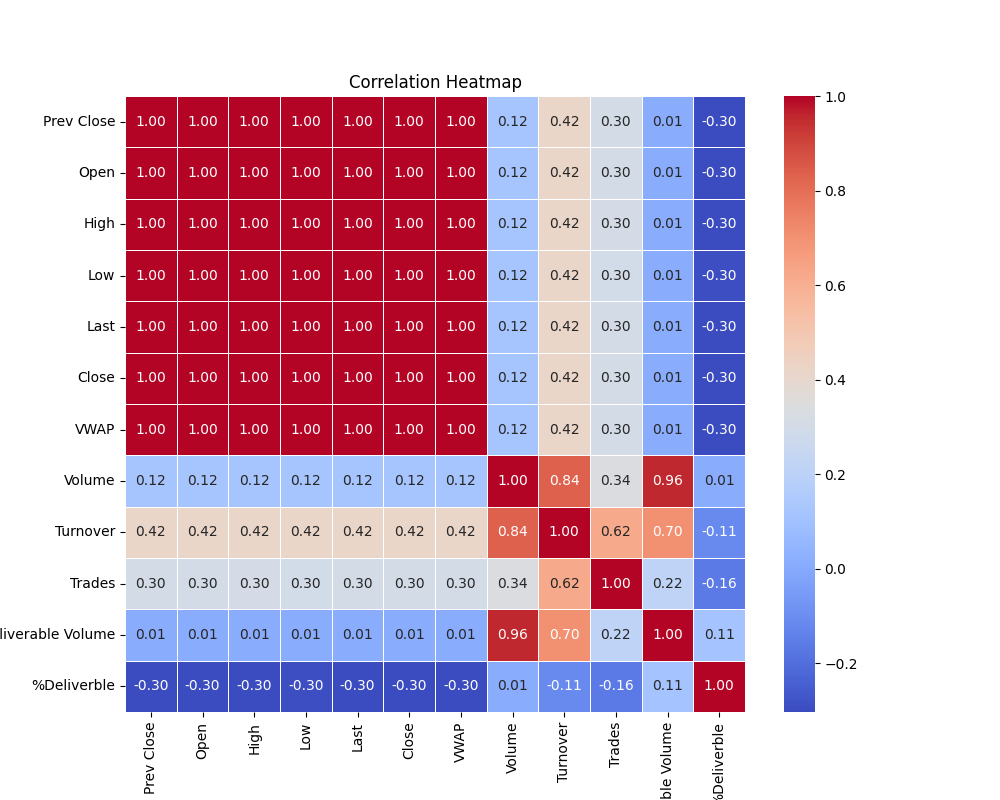 Correlation Heatmap
Prev Close 1.00 1.00 1.00 1.00 1.00 1.00 1.00 0.12 0.42 0.30 0.01 -0.30
Open 1.00 1.00 1.00 1.00 1.00 1.00 1.00 0.12 0.42 0.30 0.01 -0.30
High 1.00 1.00 1.00 1.00 1.00 1.00 1.00 0.12 0.42 0.30 0.01 -0.30
Low 1.00 1.00 1.00 1.00 1.00 1.00 1.00 0.12 0.42 0.30 0.01 -0.30
Last 1.00 1.00 1.00 1.00 1.00 1.00 1.00 0.12 0.42 0.30 0.01 -0.30
Close 1.00 1.00 1.00 1.00 1.00 1.00 1.00 0.12 0.42 0.30 0.01 -0.30
VWAP 1.00 1.00 1.00 1.00 1.00 1.00 1.00 0.12 0.42 0.30 0.01 -0.30
Volume 0.12 0.12 0.12 0.12 0.12 0.12 0.12 1.00 0.84 0.34 0.96 0.01
Turnover 0.42 0.42 0.42 0.42 0.42 0.42 0.42 0.84 1.00 0.62 0.70 -0.11
Trades 0.30 0.30 0.30 0.30 0.30 0.30 0.30 0.34 0.62 1.00 0.22 -0.16
liverable Volume 0.01 0.01 0.01 0.01 0.01 0.01 0.01 0.96 0.70 0.22 1.00 0.11
%Deliverble -0.30 -0.30 -0.30 -0.30 -0.30 -0.30 -0.30 0.01 -0.11 -0.16 0.11 1.00
Prev Close
Open
High
Low
Last
Close
VWAP
Volume
Turnover
Trades
ble Volume
%Deliverble
1.0
0.8
0.6
0.4
0.2
0.0
−0.2